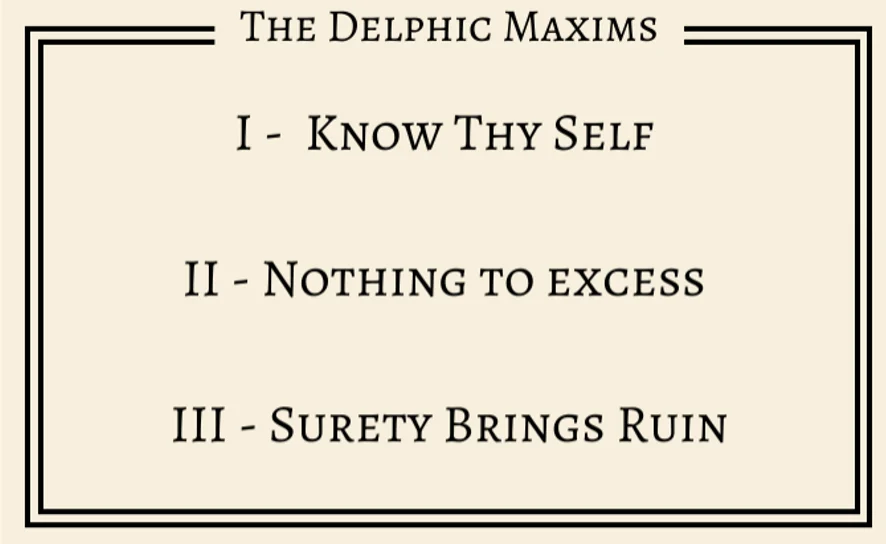 The Delphic Maxims
I - Know Thy Self
II - Nothing to excess
III - Surety Brings Ruin